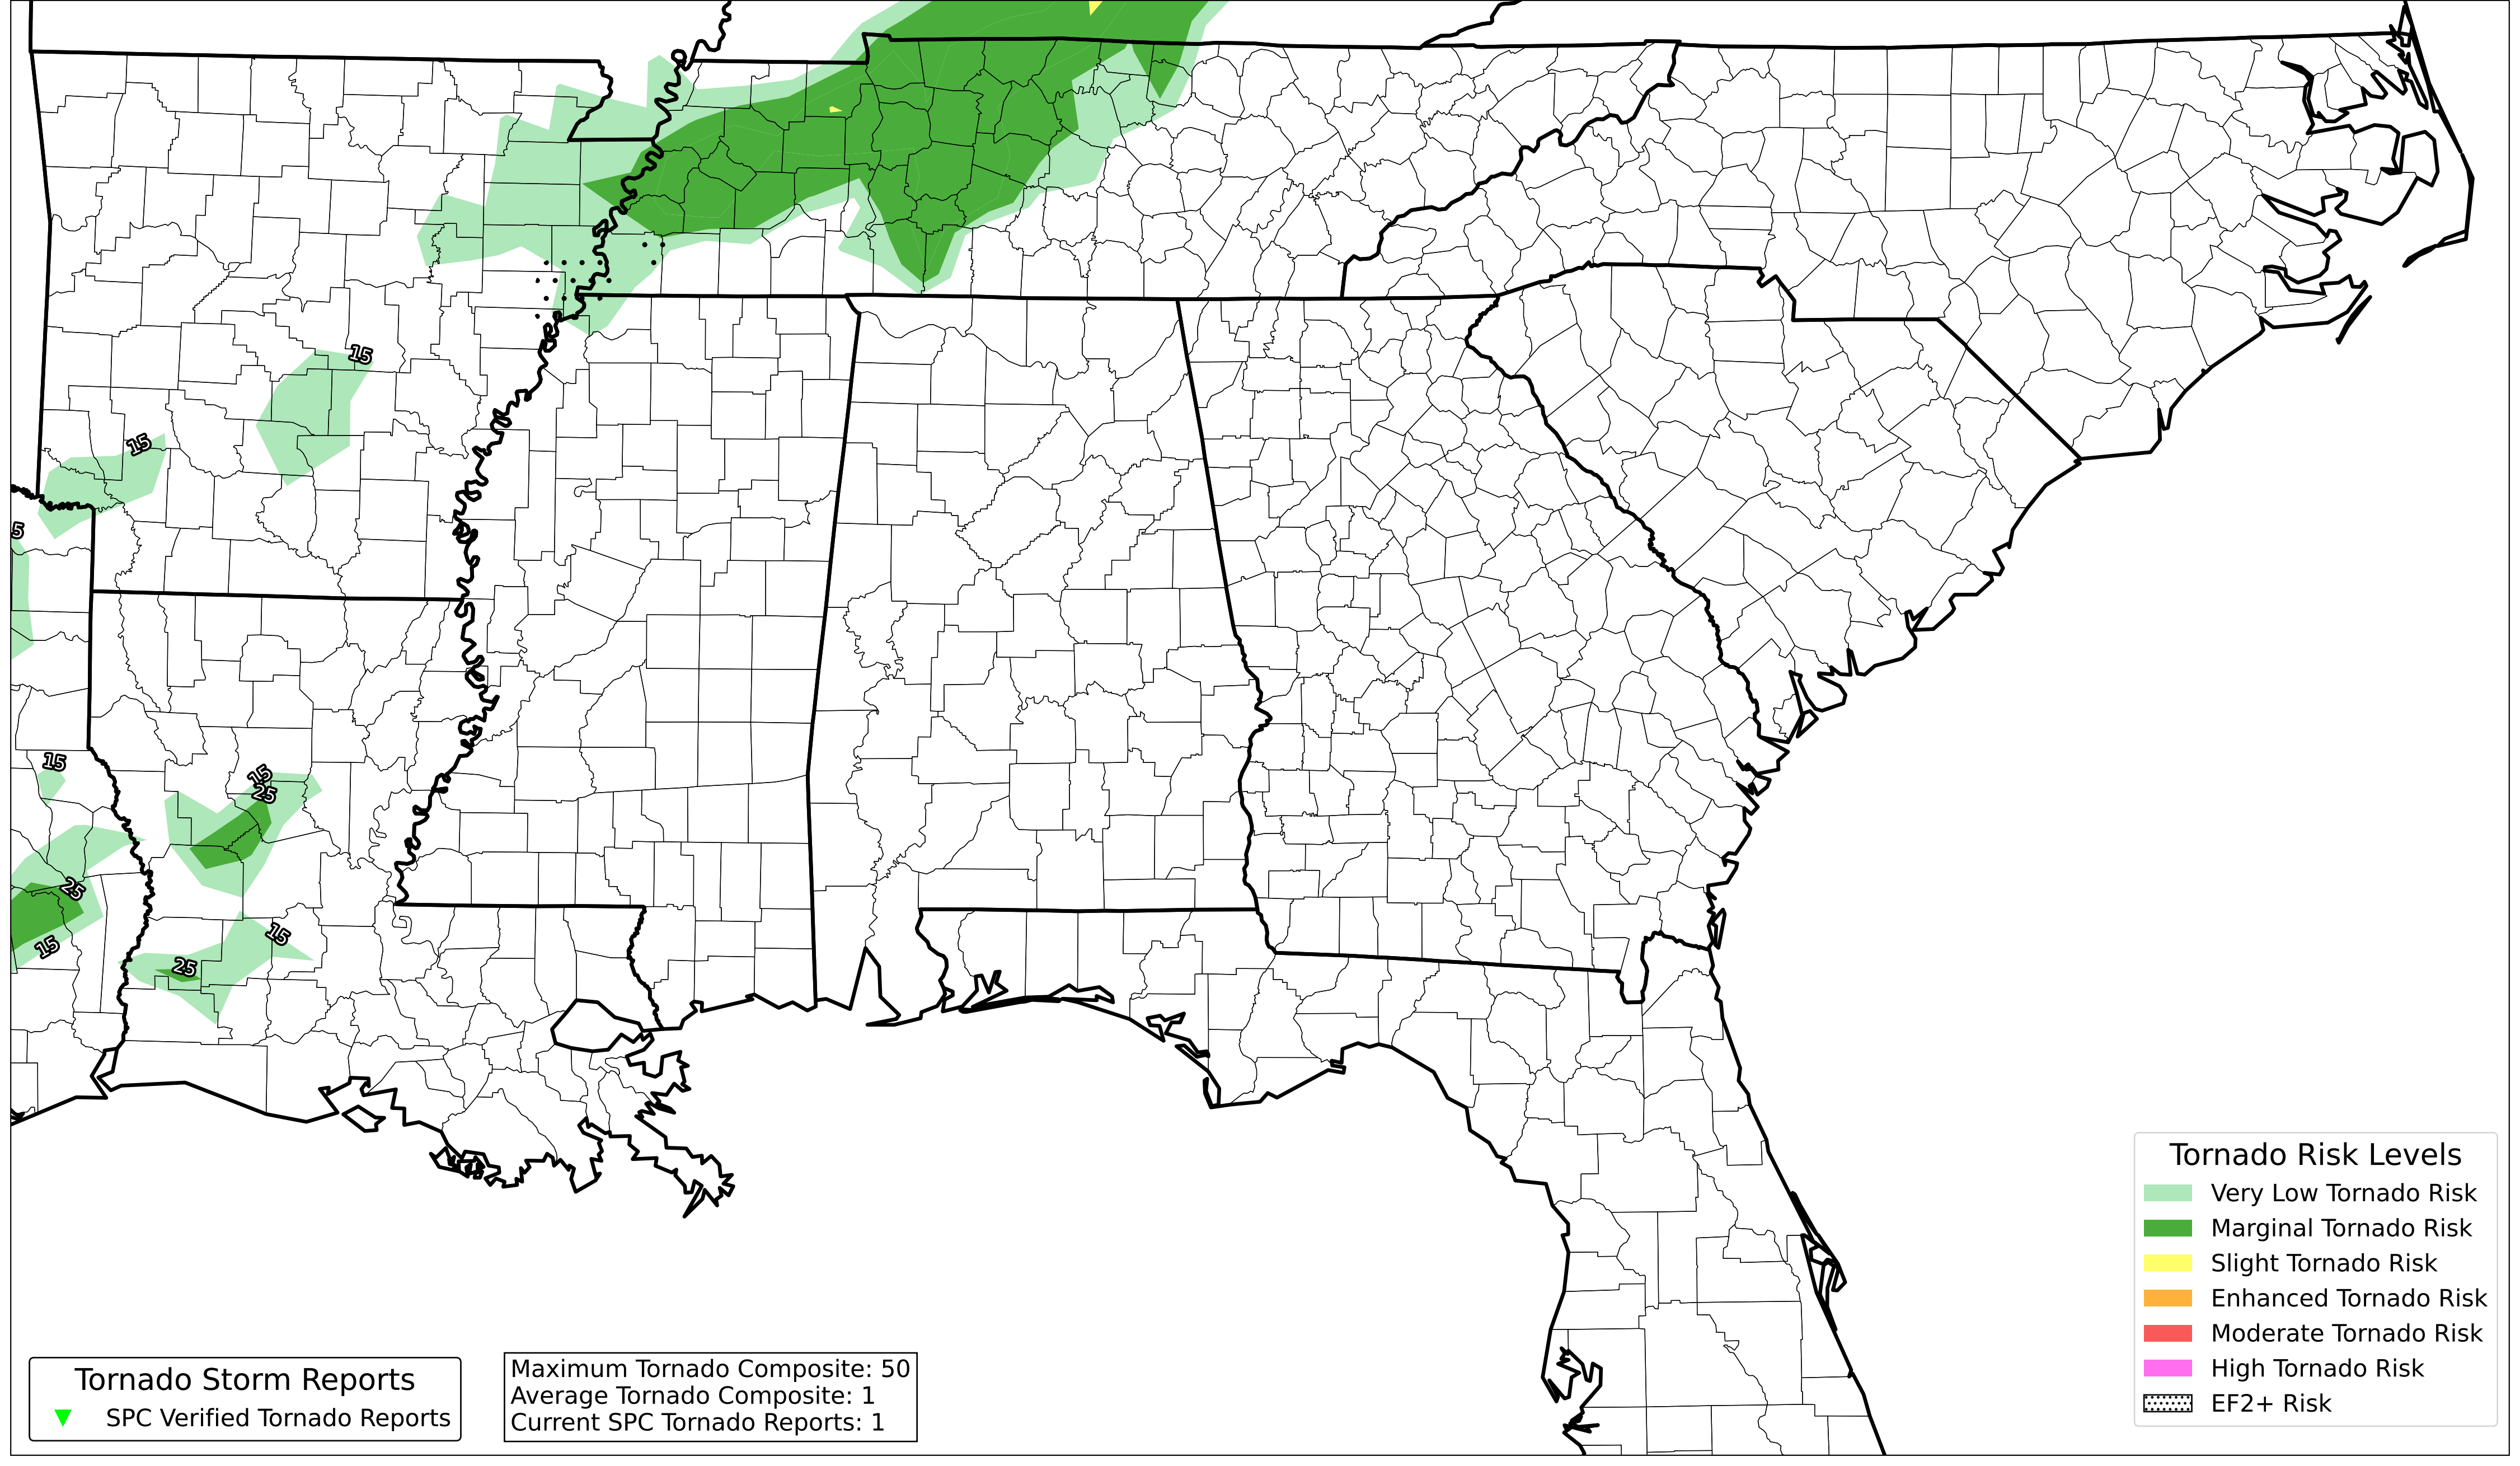 15
15
5
15
15
25
25
15
15
25
Tornado Risk Levels
Very Low Tornado Risk
Marginal Tornado Risk
Slight Tornado Risk
Enhanced Tornado Risk
Moderate Tornado Risk
High Tornado Risk
EF2+ Risk
Tornado Storm Reports
SPC Verified Tornado Reports
Maximum Tornado Composite: 50
Average Tornado Composite: 1
Current SPC Tornado Reports: 1